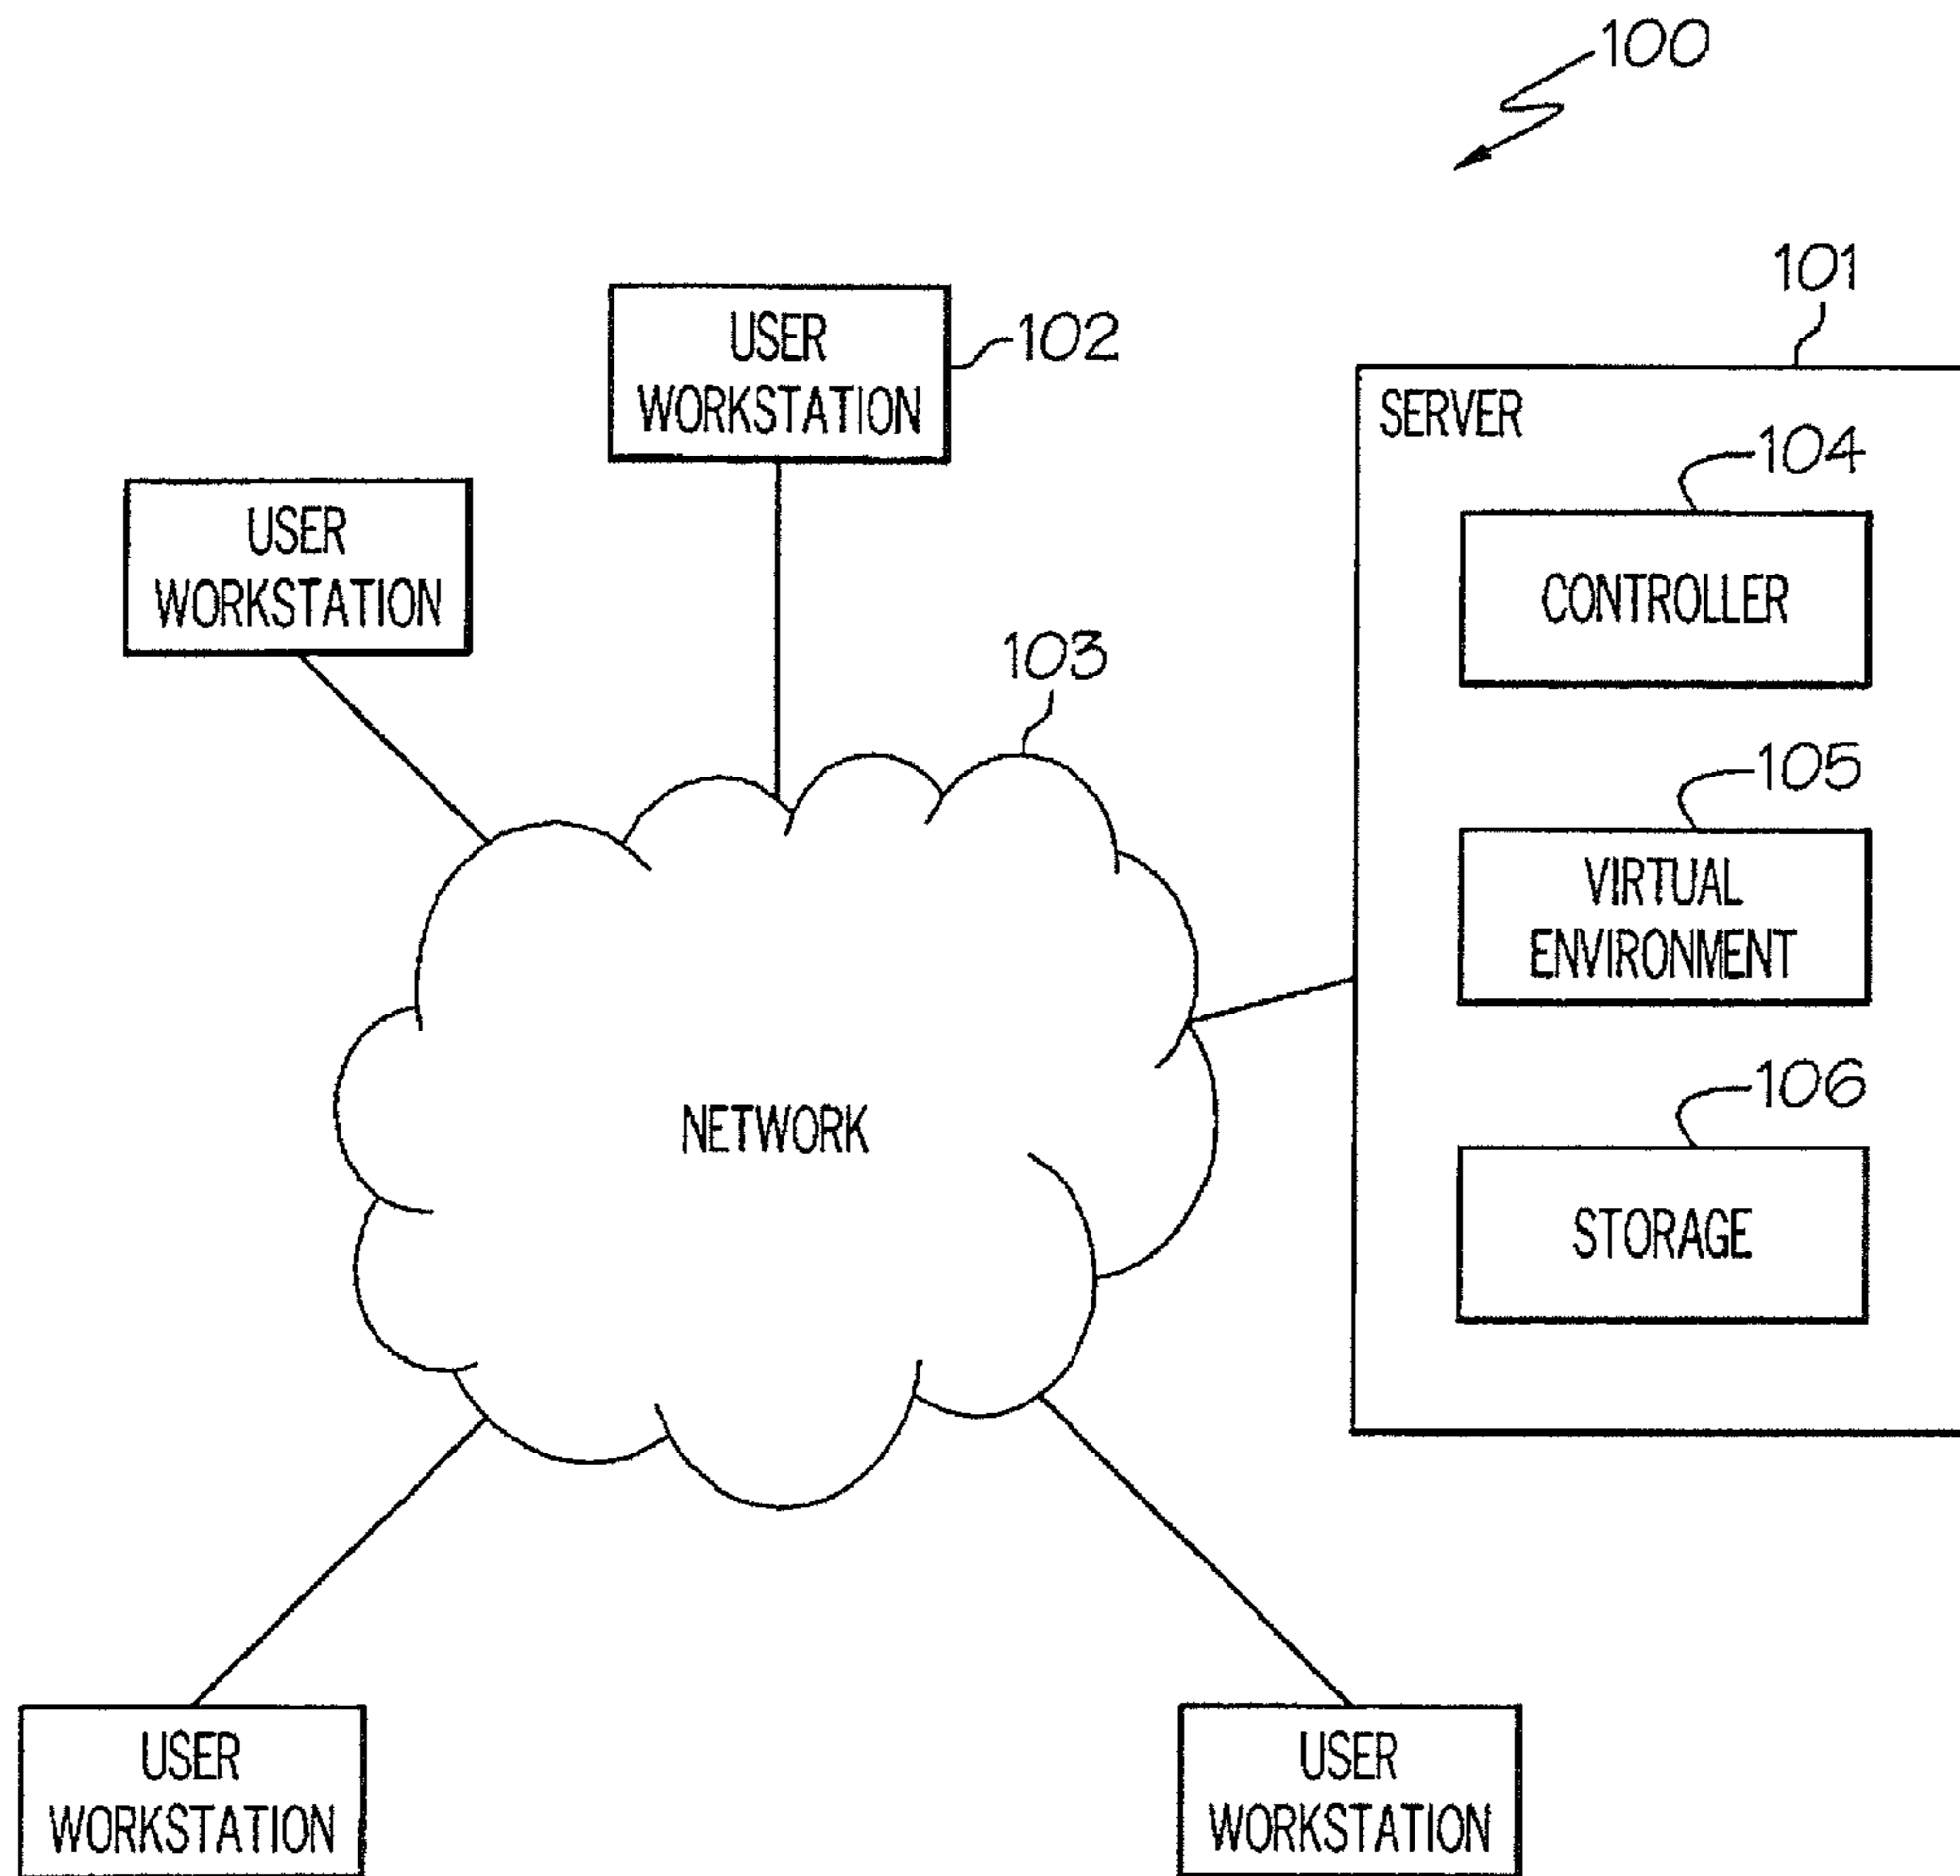 100
101
USER
WORKSTATION
102
SERVER
104
CONTROLLER
USER
WORKSTATION
103
105
VIRTUAL
ENVIRONMENT
NETWORK
106
STORAGE
USER
WORKSTATION
USER
WORKSTATION